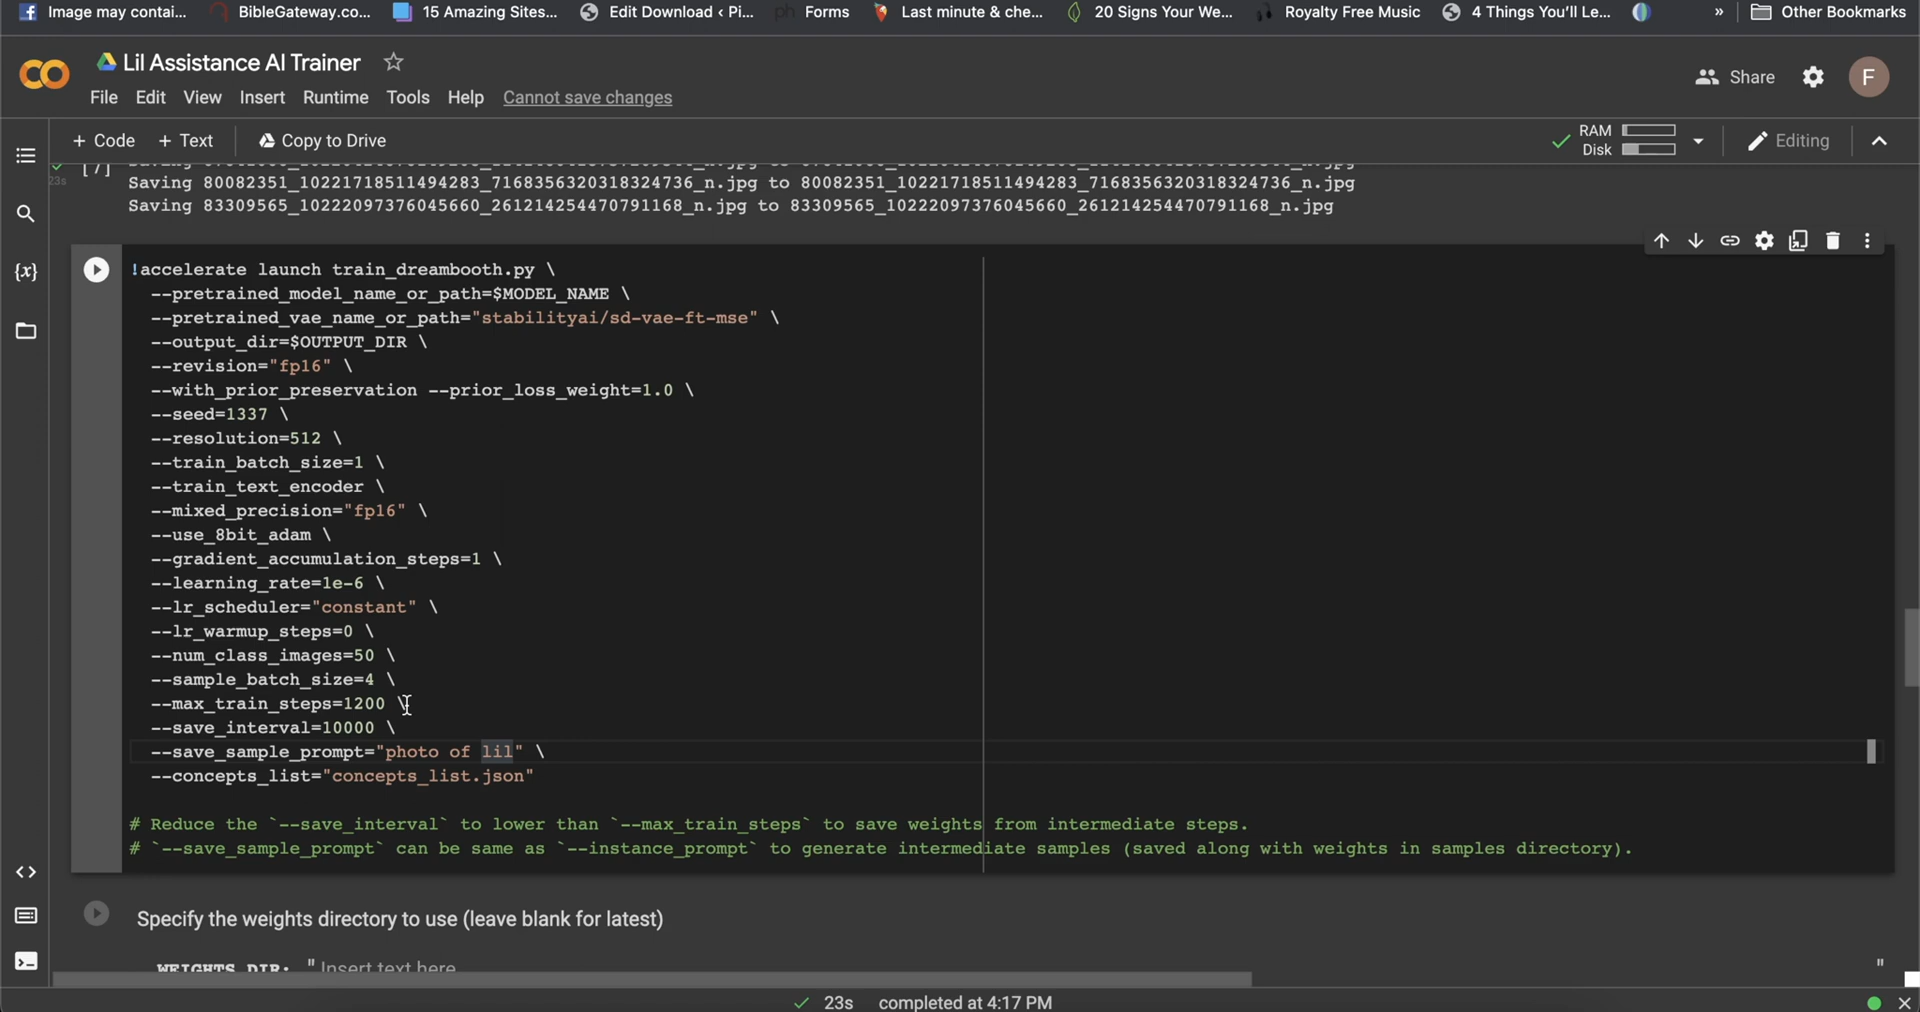 Image may contai... BibleGateway.co... 15 Amazing Sites... Edit Download ‹ Pi... ph Forms Last minute & che... 20 Signs Your We... Royalty Free Music 4 Things You'll Le... » Other Bookmarks
Lil Assistance AI Trainer
Share F
File Edit View Insert Runtime Tools Help Cannot save changes
+ Code + Text Copy to Drive RAM Disk Editing
[7]
23s
Saving 80082351_10221718511494283_7168356320318324736_n.jpg to 80082351_10221718511494283_7168356320318324736_n.jpg
Saving 83309565_10222097376045660_261214254470791168_n.jpg to 83309565_10222097376045660_261214254470791168_n.jpg
!accelerate launch train_dreambooth.py \
--pretrained_model_name_or_path=$MODEL_NAME \
--pretrained_vae_name_or_path="stabilityai/sd-vae-ft-mse" \
--output_dir=$OUTPUT_DIR \
--revision="fp16" \
--with_prior_preservation --prior_loss_weight=1.0 \
--seed=1337 \
--resolution=512 \
--train_batch_size=1 \
--train_text_encoder \
--mixed_precision="fp16" \
--use_8bit_adam \
--gradient_accumulation_steps=1 \
--learning_rate=1e-6 \
--lr_scheduler="constant" \
--lr_warmup_steps=0 \
--num_class_images=50 \
--sample_batch_size=4 \
--max_train_steps=1200 \
--save_interval=10000 \
--save_sample_prompt="photo of lil" \
--concepts_list="concepts_list.json"
# Reduce the `--save_interval` to lower than `--max_train_steps` to save weights from intermediate steps.
# `--save_sample_prompt` can be same as `--instance_prompt` to generate intermediate samples (saved along with weights in samples directory).
Specify the weights directory to use (leave blank for latest)
WEIGHTS_DIR: " Insert text here "
23s completed at 4:17 PM